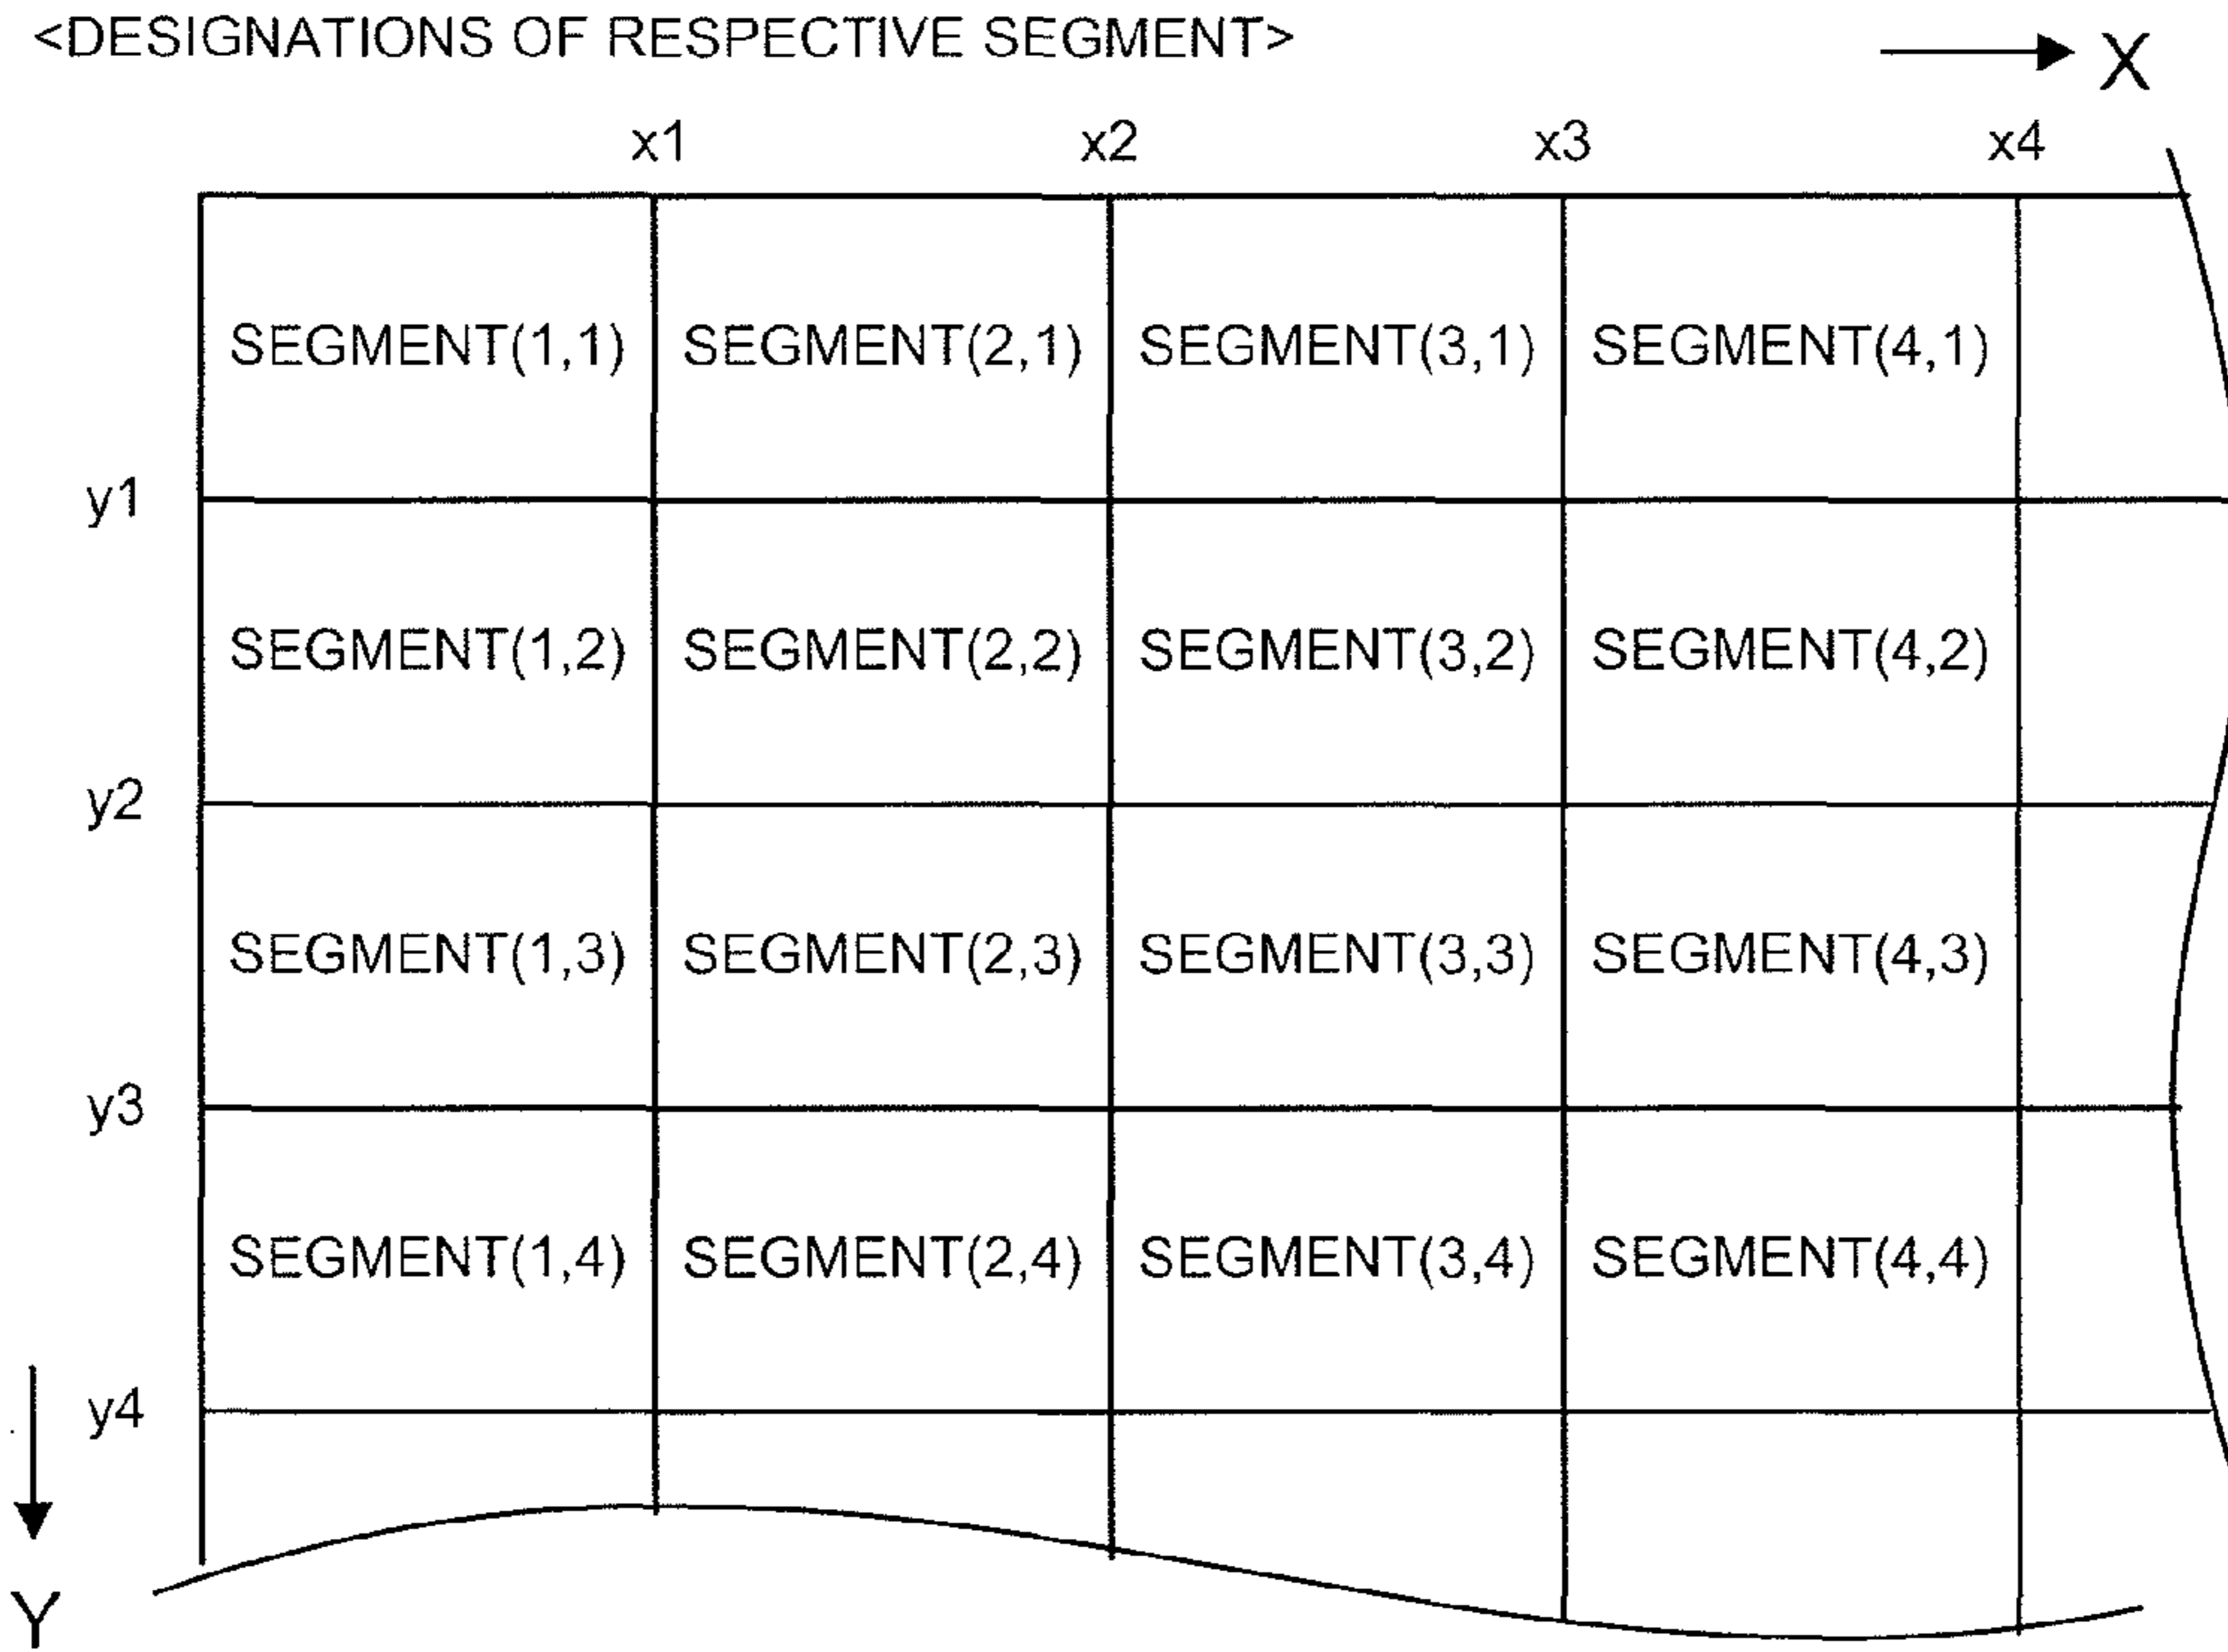 <DESIGNATIONS OF RESPECTIVE SEGMENT>
X
x1 x2 x3 x4
SEGMENT(1,1) SEGMENT(2,1) SEGMENT(3,1) SEGMENT(4,1)
y1
SEGMENT(1,2) SEGMENT(2,2) SEGMENT(3,2) SEGMENT(4,2)
y2
SEGMENT(1,3) SEGMENT(2,3) SEGMENT(3,3) SEGMENT(4,3)
y3
SEGMENT(1,4) SEGMENT(2,4) SEGMENT(3,4) SEGMENT(4,4)
y4
Y